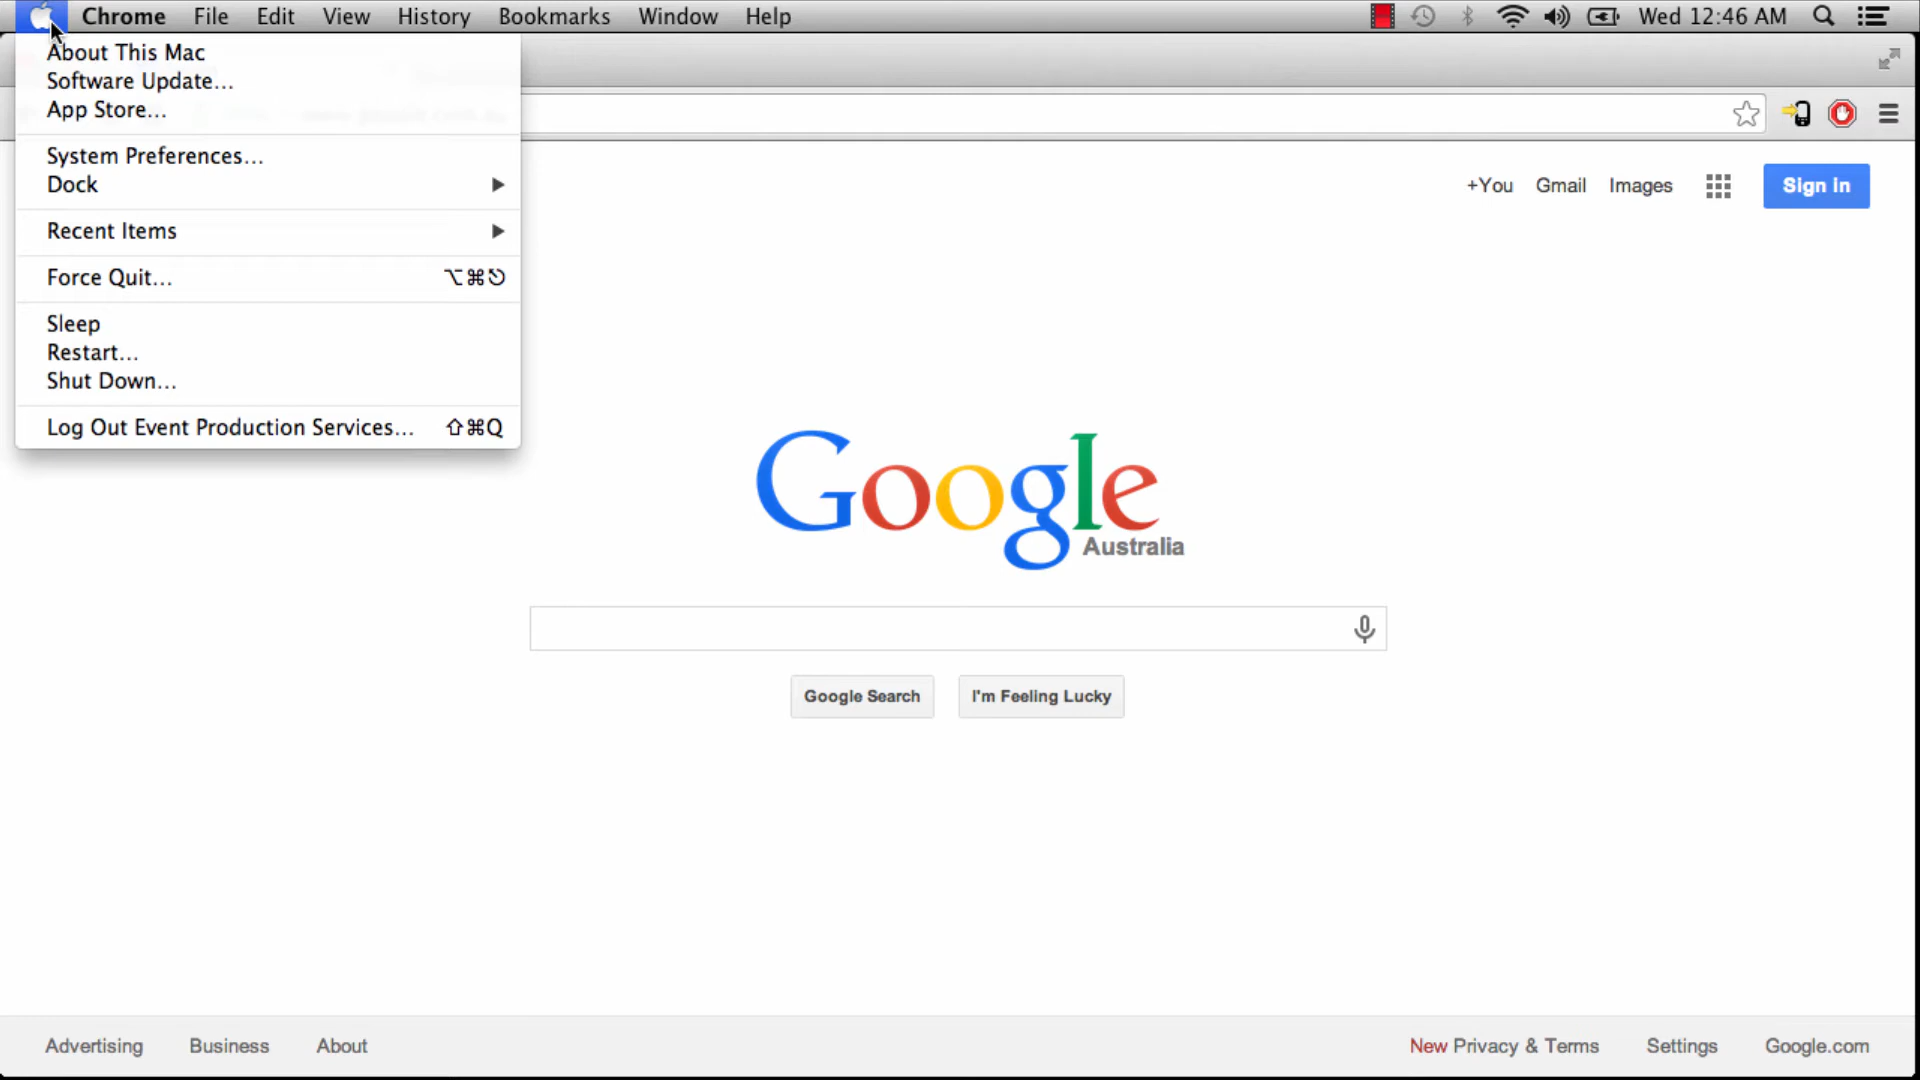 Chrome File Edit View History Bookmarks Window Help Wed 12:46 AM
About This Mac
Software Update...
App Store...
System Preferences...
Dock
Recent Items
Force Quit... ⌥⌘⎋
Sleep
Restart...
Shut Down...
Log Out Event Production Services... ⇧⌘Q
+You Gmail Images Sign in
Google
Australia
Google Search I'm Feeling Lucky
Advertising Business About New Privacy & Terms Settings Google.com